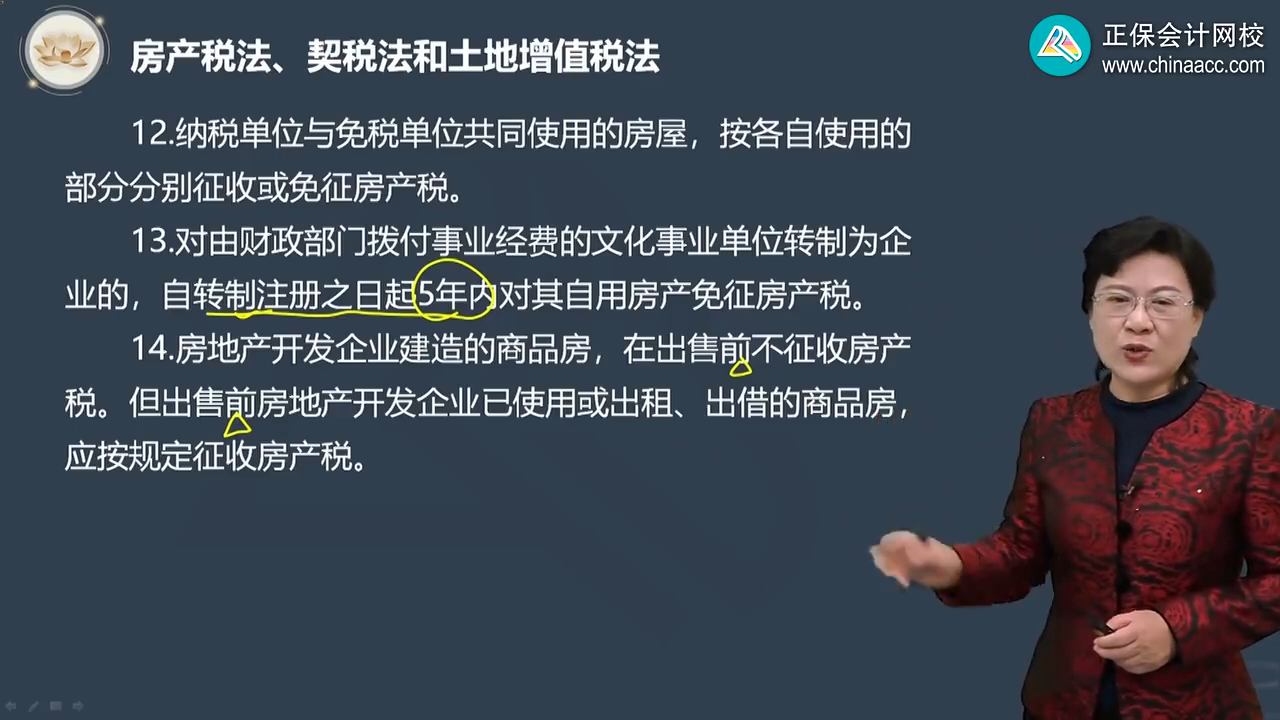 房产税法、契税法和土地增值税法
正保会计网校
www.chinaacc.com
12.纳税单位与免税单位共同使用的房屋，按各自使用的
部分分别征收或免征房产税。
13.对由财政部门拨付事业经费的文化事业单位转制为企
业的，自转制注册之日起5年内对其自用房产免征房产税。
14.房地产开发企业建造的商品房，在出售前不征收房产
税。但出售前房地产开发企业已使用或出租、出借的商品房，
应按规定征收房产税。